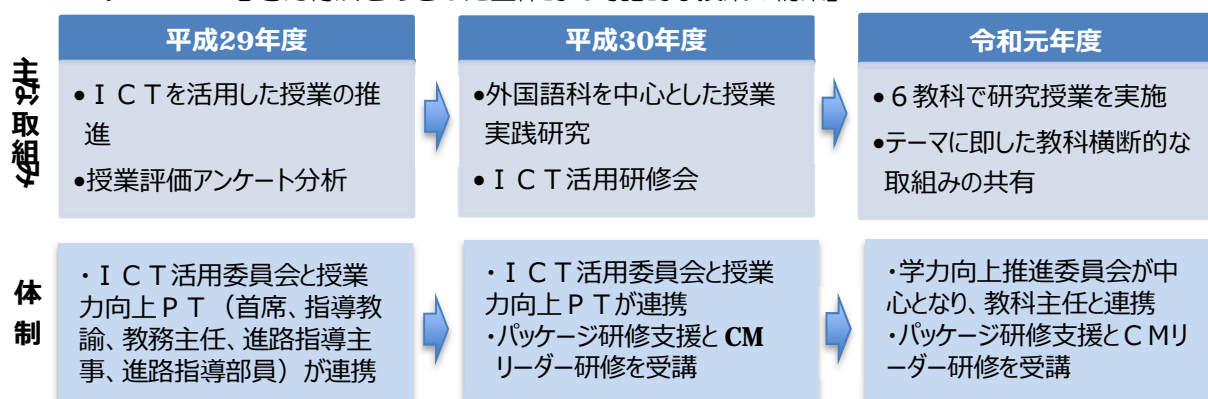 平成29年度
平成30年度
令和元年度
主な取組み
●ＩＣＴを活用した授業の推
進
●授業評価アンケート分析
●外国語科を中心とした授業
実践研究
●ＩＣＴ活用研修会
●６教科で研究授業を実施
●テーマに即した教科横断的な
取組みの共有
体制
・ＩＣＴ活用委員会と授業
力向上ＰＴ（首席、指導教
諭、教務主任、進路指導主
事、進路指導部員）が連携
・ＩＣＴ活用委員会と授業
力向上ＰＴが連携
・パッケージ研修支援と CM
リーダー研修を受講
・学力向上推進委員会が中
心となり、教科主任と連携
・パッケージ研修支援とＣＭリ
ーダー研修を受講